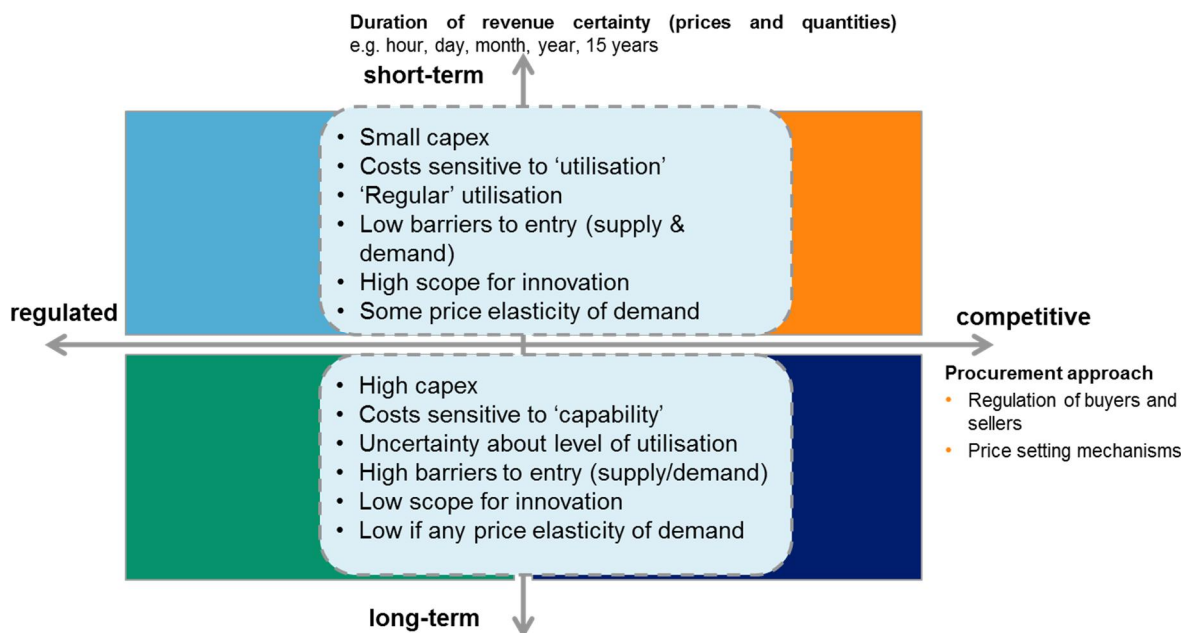 Duration of revenue certainty (prices and quantities)
e.g. hour, day, month, year, 15 years
short-term
• Small capex
• Costs sensitive to ‘utilisation’
• ‘Regular’ utilisation
• Low barriers to entry (supply &
demand)
• High scope for innovation
• Some price elasticity of demand
regulated
competitive
Procurement approach
• Regulation of buyers and
sellers
• Price setting mechanisms
• High capex
• Costs sensitive to ‘capability’
• Uncertainty about level of utilisation
• High barriers to entry (supply/demand)
• Low scope for innovation
• Low if any price elasticity of demand
long-term